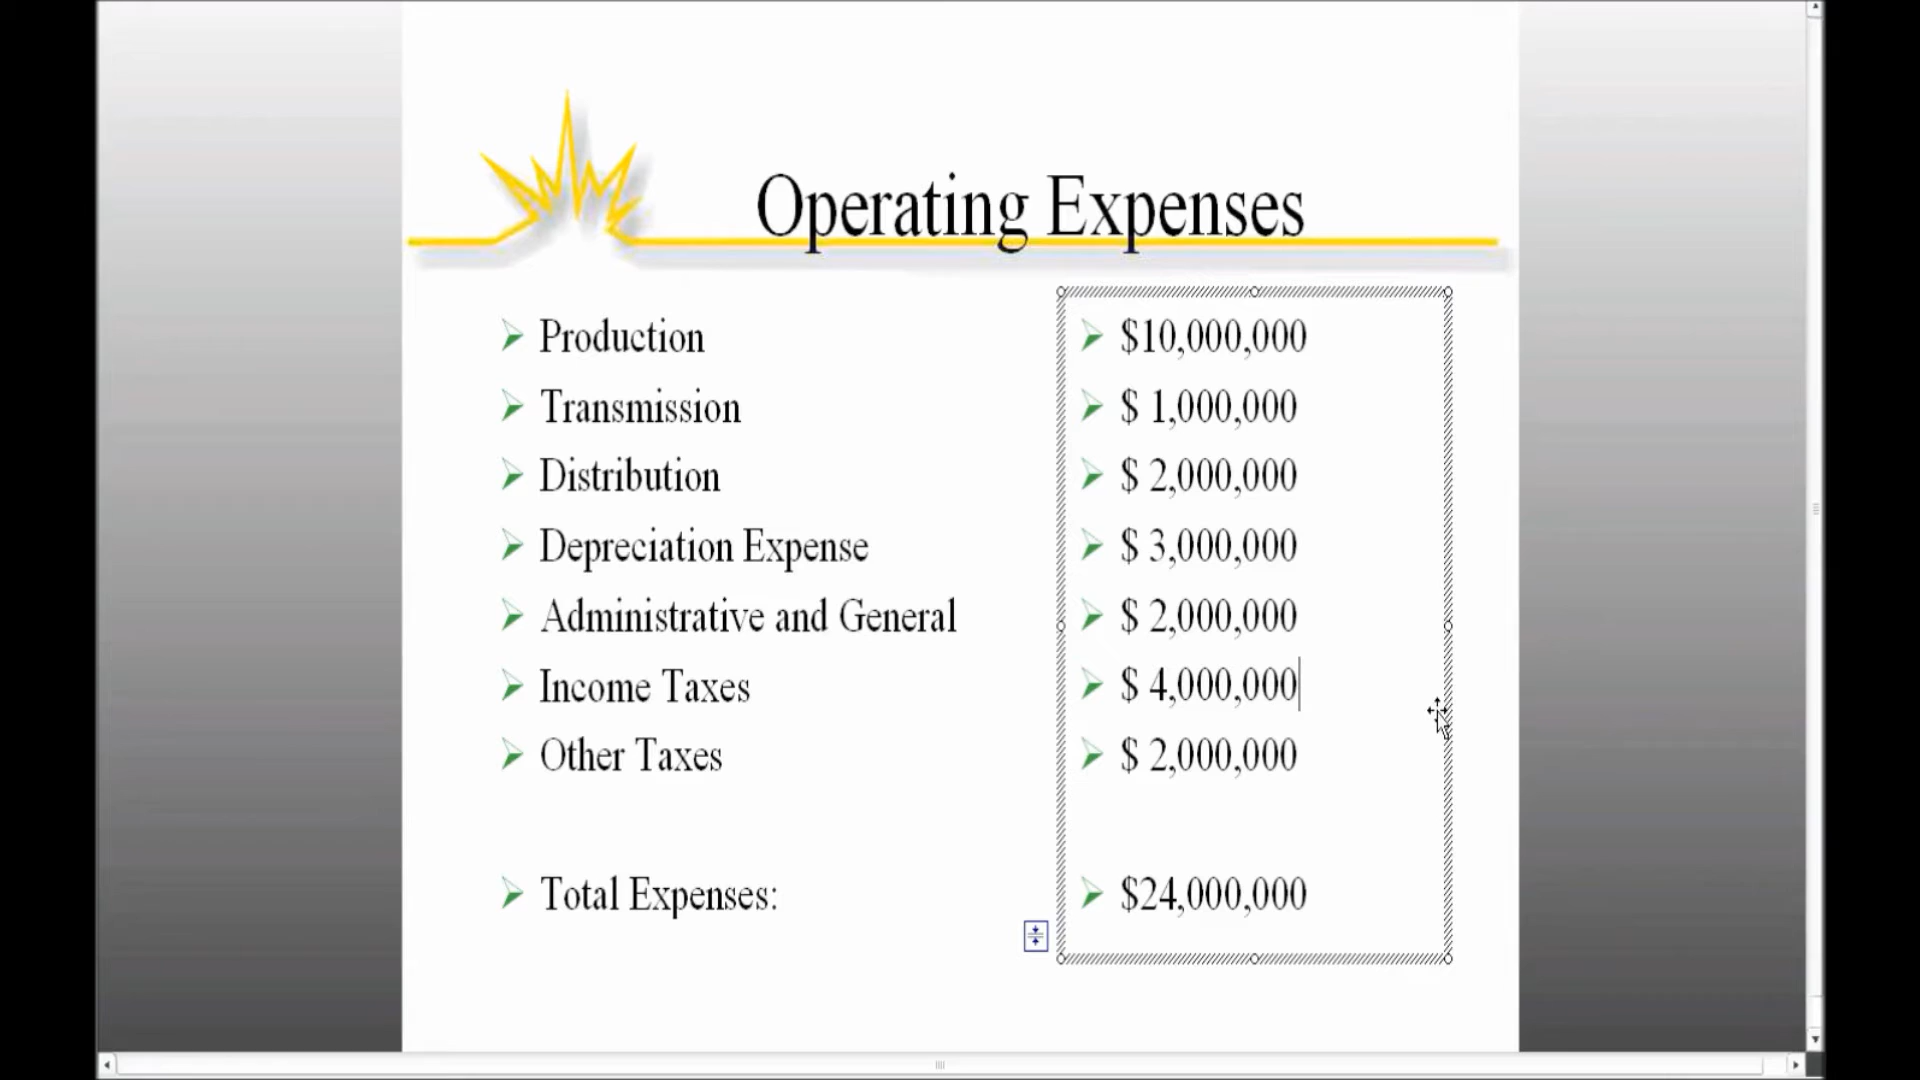 Operating Expenses
Production $10,000,000
Transmission $ 1,000,000
Distribution $ 2,000,000
Depreciation Expense $ 3,000,000
Administrative and General $ 2,000,000
Income Taxes $ 4,000,000
Other Taxes $ 2,000,000
Total Expenses: $24,000,000